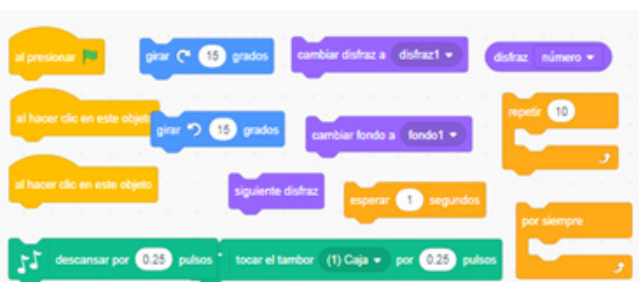 al presionar
girar 15 grados
cambiar disfraz a disfraz1
disfraz número
al hacer clic en este objeto
girar 15 grados
cambiar fondo a fondo1
repetir 10
al hacer clic en este objeto
siguiente disfraz
esperar 1 segundos
por siempre
descansar por 0.25 pulsos
tocar el tambor (1) Caja por 0.25 pulsos